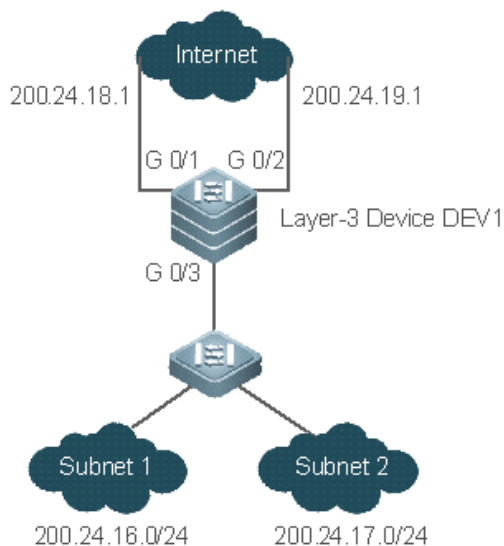 Internet
200.24.18.1
200.24.19.1
G 0/1
G 0/2
Layer-3 Device DEV1
G 0/3
Subnet 1
Subnet 2
200.24.16.0/24
200.24.17.0/24